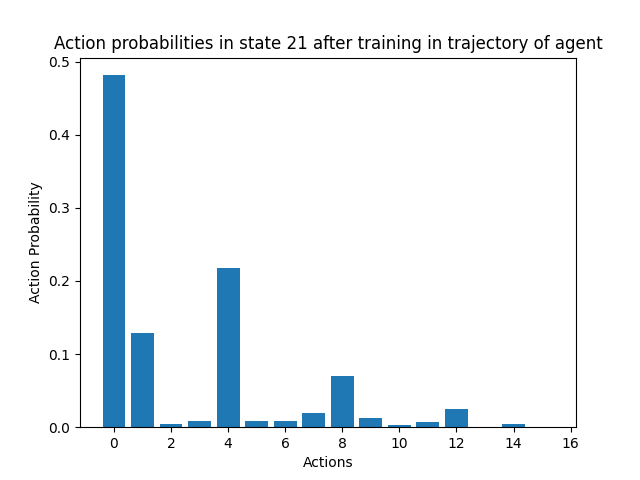 Action probabilities in state 21 after training in trajectory of agent
0.5
0.4
0.3
0.2
0.1
0.0
Action Probability
0 2 4 6 8 10 12 14 16
Actions